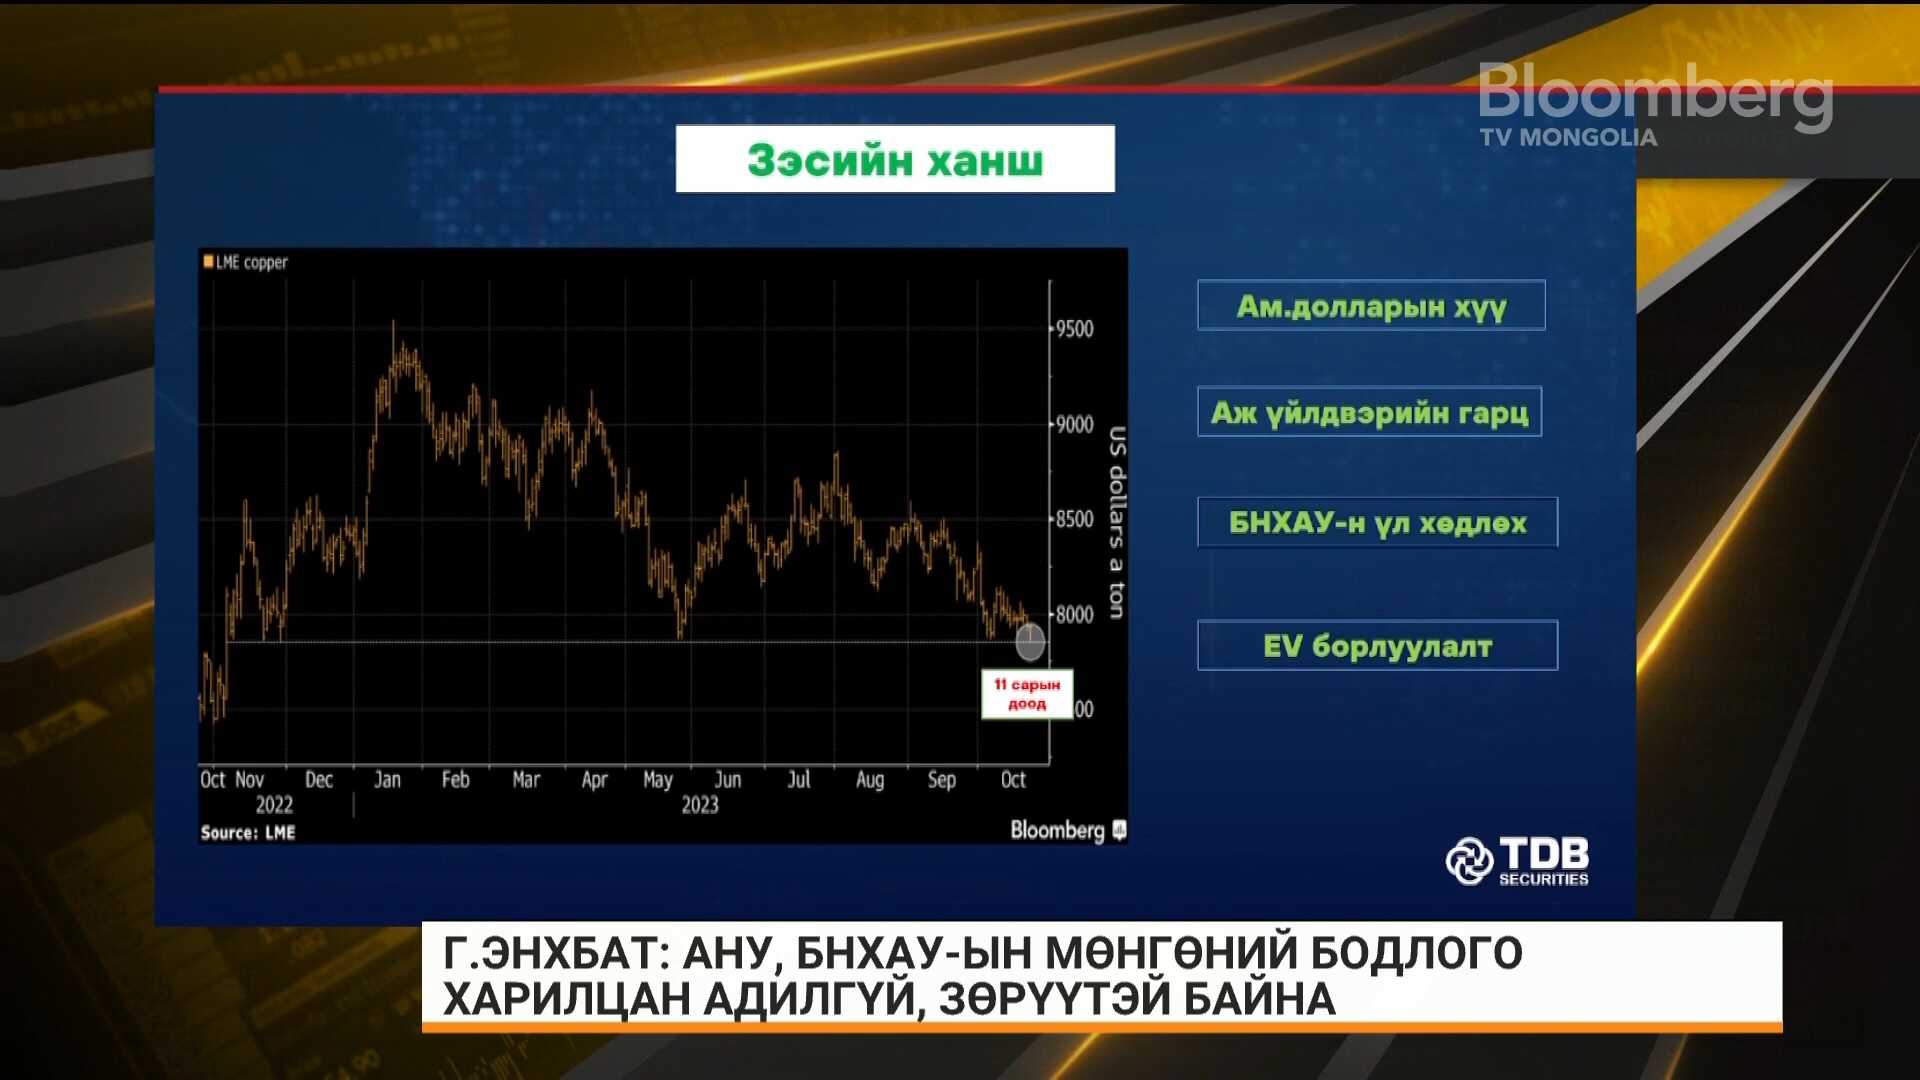 Bloomberg
TV MONGOLIA
Зэсийн ханш
LME copper
9500
9000
8500
8000
00
US dollars a ton
11 сарын
доод
Oct Nov Dec Jan Feb Mar Apr May Jun Jul Aug Sep Oct
2022 2023
Source: LME
Bloomberg
Ам.долларын хүү
Аж үйлдвэрийн гарц
БНХАУ-н үл хөдлөх
EV борлуулалт
TDB
SECURITIES
Г.ЭНХБАТ: АНУ, БНХАУ-ЫН МӨНГӨНИЙ БОДЛОГО
ХАРИЛЦАН АДИЛГҮЙ, ЗӨРҮҮТЭЙ БАЙНА